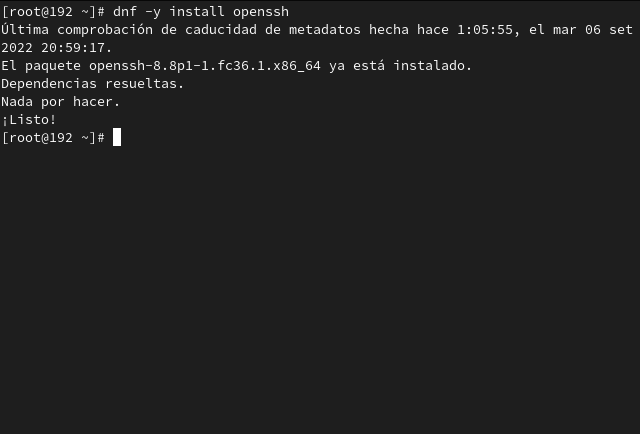 [root@192 ~]# dnf -y install openssh
Última comprobación de caducidad de metadatos hecha hace 1:05:55, el mar 06 set
2022 20:59:17.
El paquete openssh-8.8p1-1.fc36.1.x86_64 ya está instalado.
Dependencias resueltas.
Nada por hacer.
¡Listo!
[root@192 ~]#